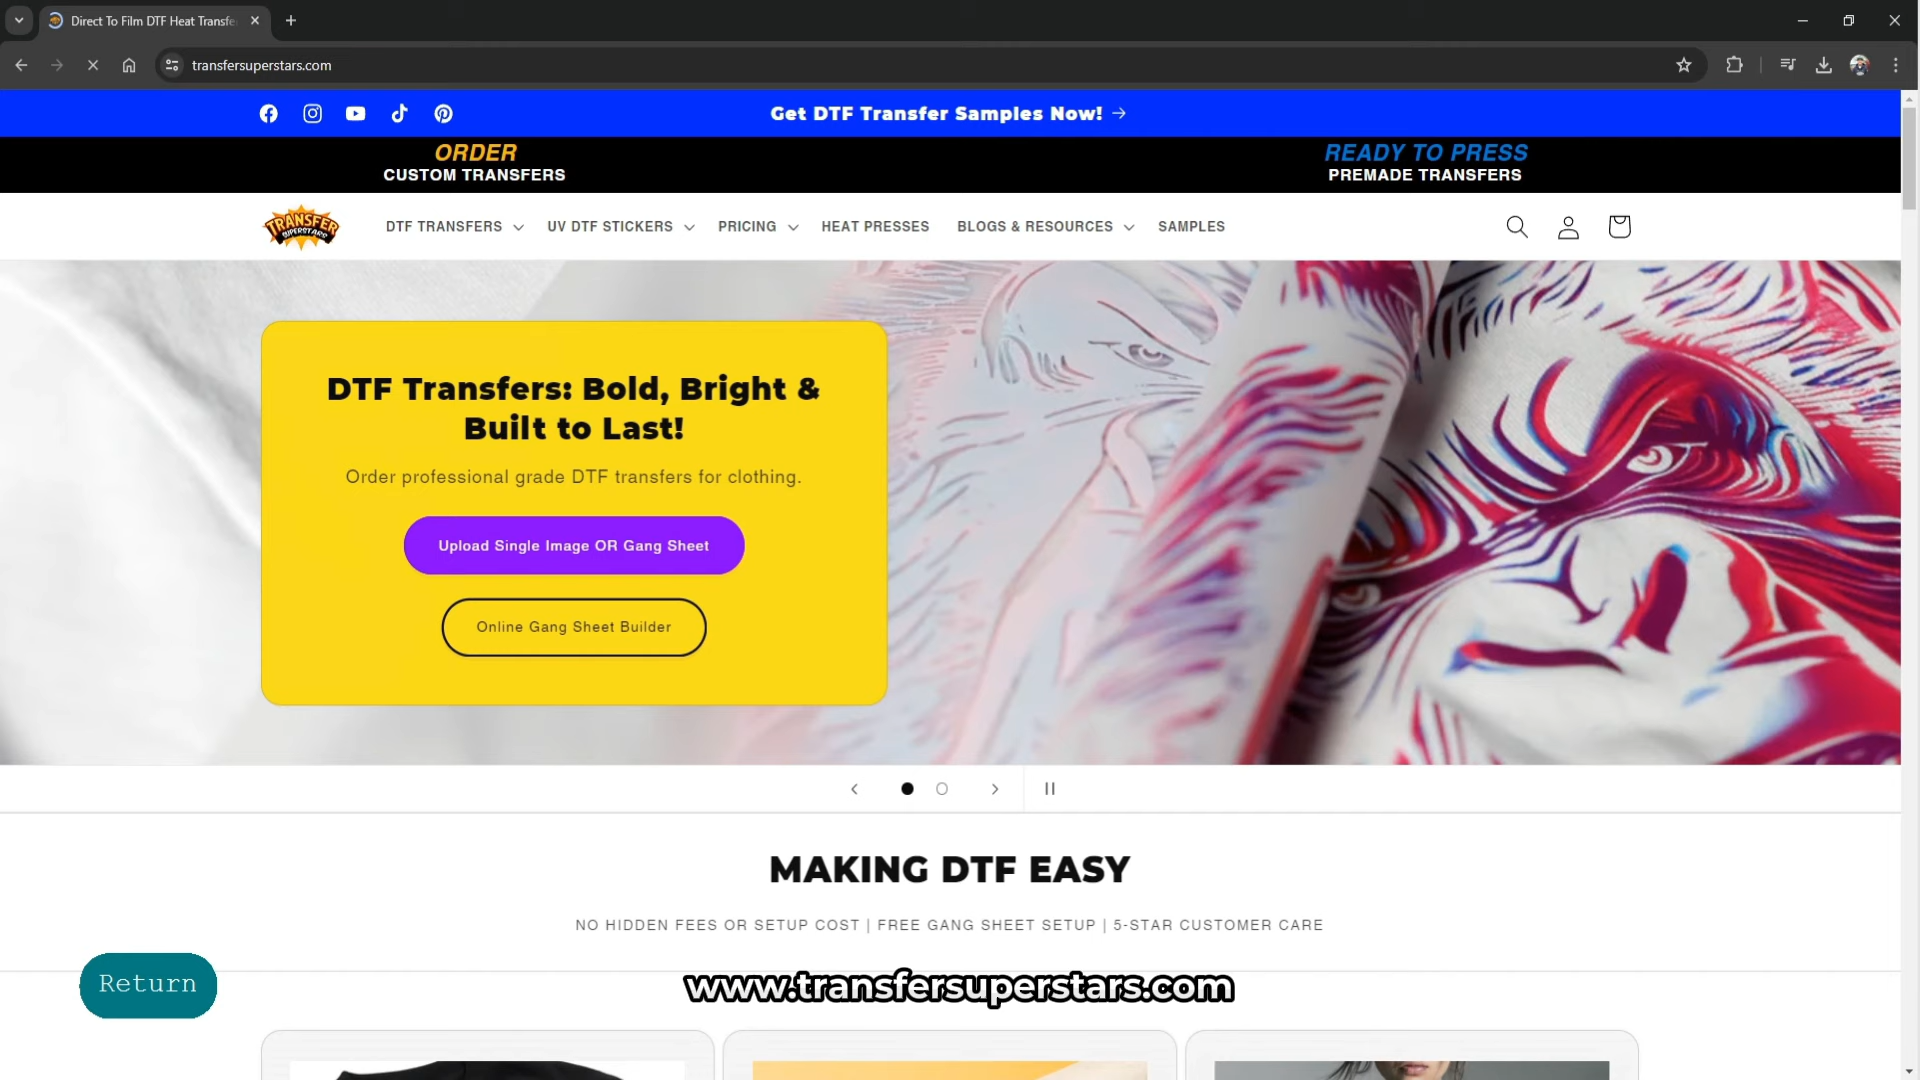 Direct To Film DTF Heat Transfe
transfersuperstars.com
Get DTF Transfer Samples Now! →
ORDER
CUSTOM TRANSFERS
READY TO PRESS
PREMADE TRANSFERS
TRANSFER
SUPERSTARS
DTF TRANSFERS
UV DTF STICKERS
PRICING
HEAT PRESSES
BLOGS & RESOURCES
SAMPLES
DTF Transfers: Bold, Bright &
Built to Last!
Order professional grade DTF transfers for clothing.
Upload Single Image OR Gang Sheet
Online Gang Sheet Builder
MAKING DTF EASY
NO HIDDEN FEES OR SETUP COST | FREE GANG SHEET SETUP | 5-STAR CUSTOMER CARE
Return
www.transfersuperstars.com